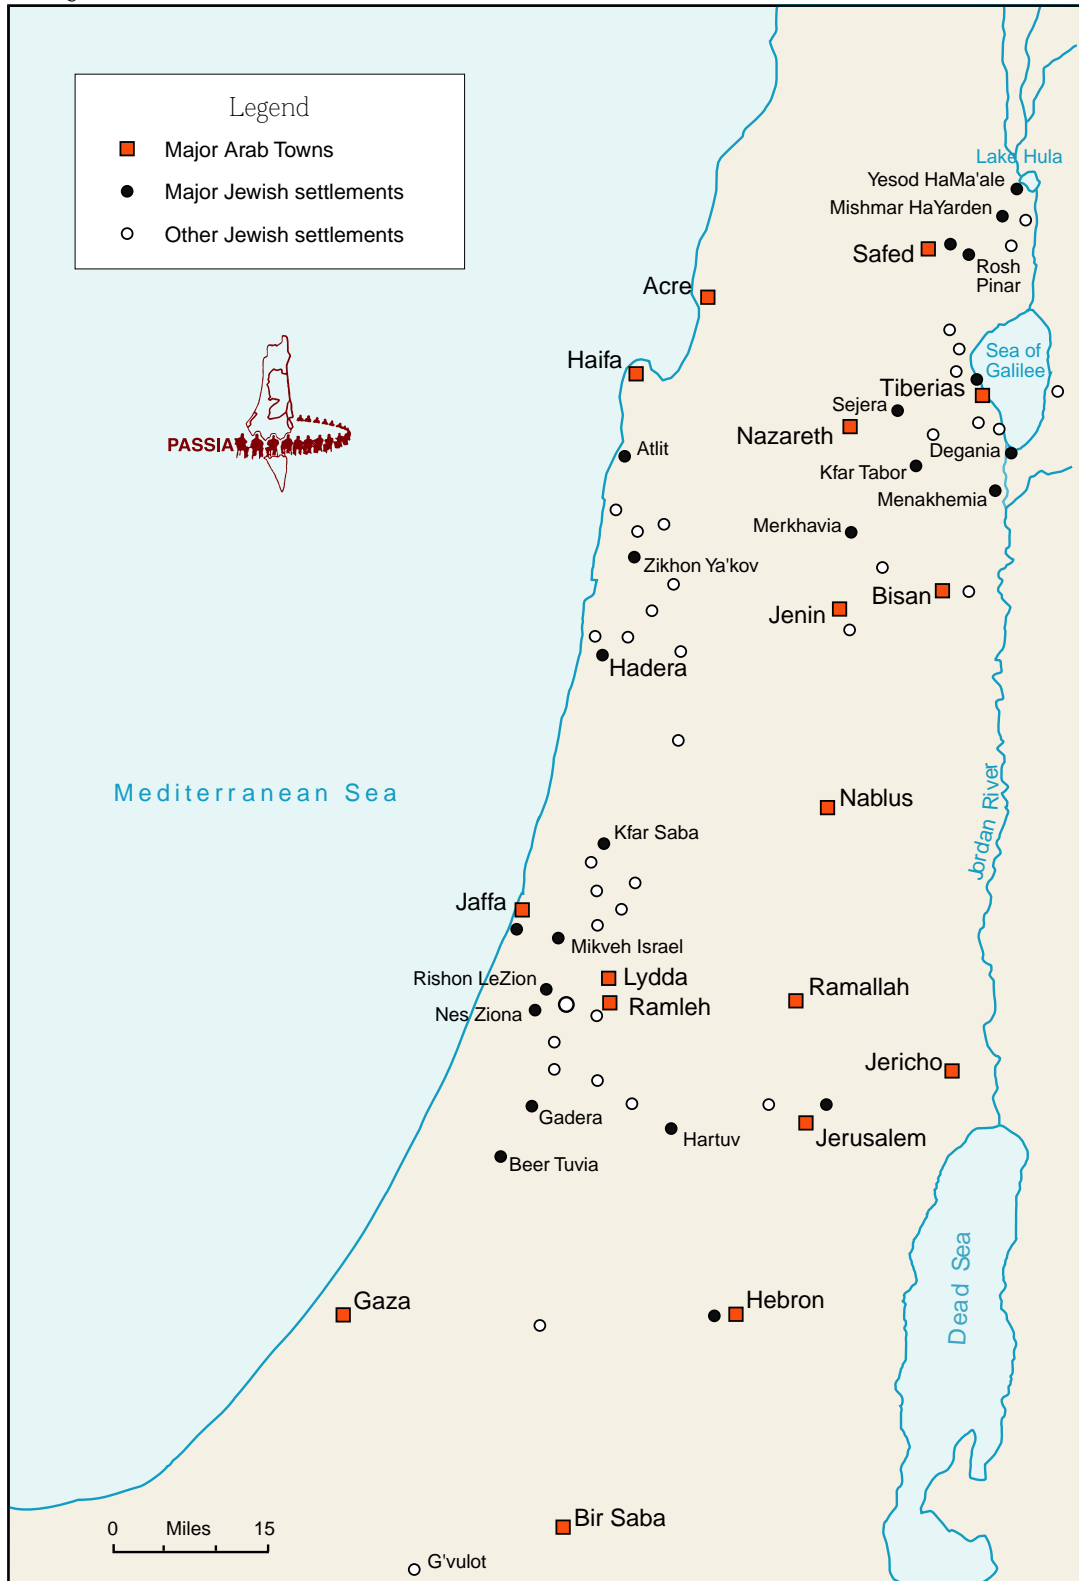 Legend
Major Arab Towns
Major Jewish settlements
Other Jewish settlements
Lake Hula
Yesod HaMa'ale
Mishmar HaYarden
Safed
Rosh
Pinar
Acre
Haifa
Sea of
Galilee
Tiberias
Sejera
Nazareth
PASSIA
Atlit
Degania
Kfar Tabor
Menakhemia
Merkhavia
Zikhon Ya'kov
Bisan
Jenin
Hadera
Mediterranean Sea
Nablus
Jordan River
Kfar Saba
Jaffa
Mikveh Israel
Rishon LeZion
Lydda
Ramallah
Nes Ziona
Ramleh
Jericho
Gadera
Hartuv
Jerusalem
Beer Tuvia
Dead Sea
Gaza
Hebron
Bir Saba
0 Miles 15
G'vulot